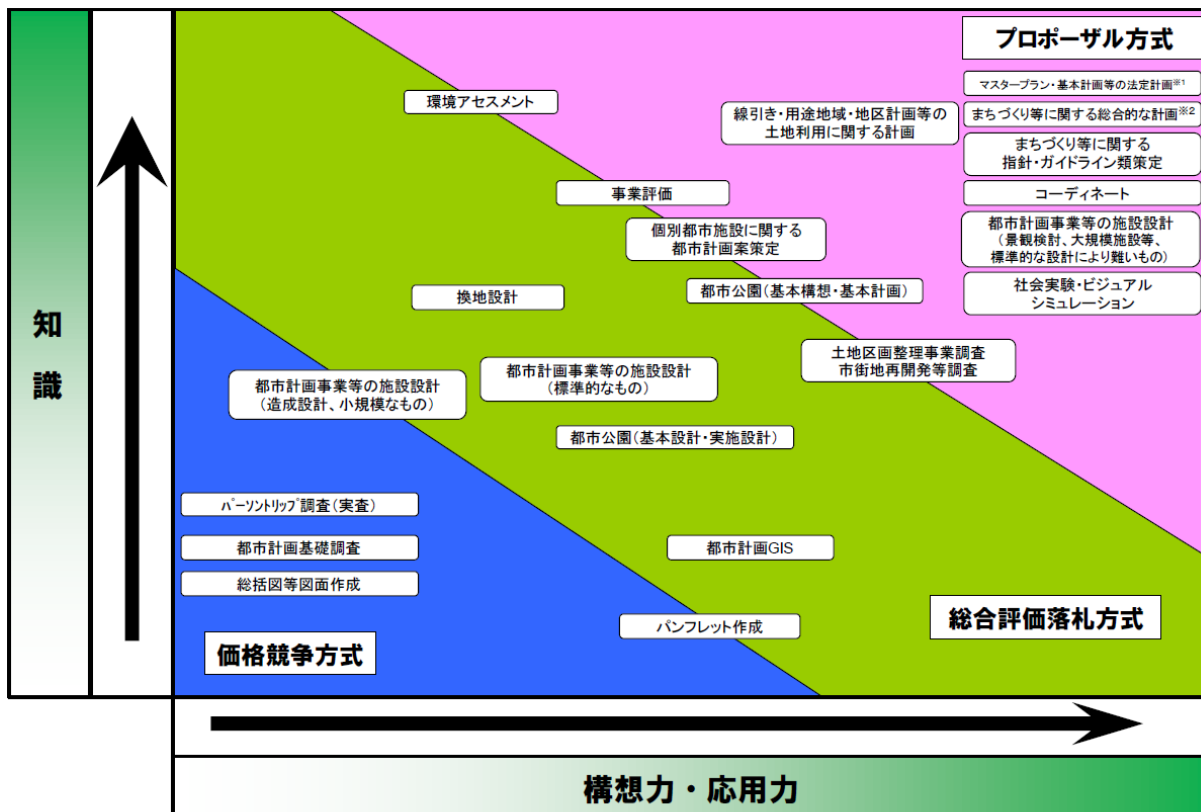 プロポーザル方式
マスタープラン・基本計画等の法定計画※1
まちづくり等に関する総合的な計画※2
まちづくり等に関する
指針・ガイドライン類策定
コーディネート
都市計画事業等の施設設計
(景観検討、大規模施設等、
標準的な設計により難いもの)
社会実験・ビジュアル
シミュレーション
環境アセスメント
線引き・用途地域・地区計画等の
土地利用に関する計画
事業評価
個別都市施設に関する
都市計画案策定
換地設計
都市公園(基本構想・基本計画)
土地区画整理事業調査
市街地再開発等調査
都市計画事業等の施設設計
(造成設計、小規模なもの)
都市計画事業等の施設設計
(標準的なもの)
都市公園(基本設計・実施設計)
パーソントリップ調査(実査)
都市計画基礎調査
総括図等図面作成
都市計画GIS
パンフレット作成
総合評価落札方式
価格競争方式
知
識
構想力・応用力